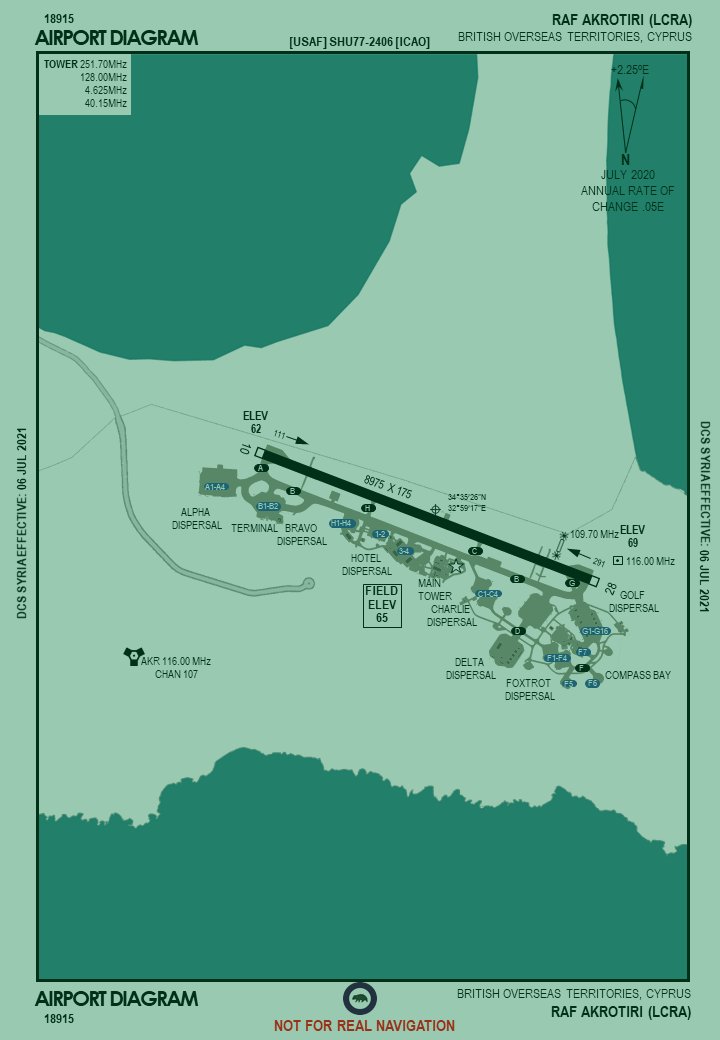 18915
AIRPORT DIAGRAM
[USAF] SHU77-2406 [ICAO]
RAF AKROTIRI (LCRA)
BRITISH OVERSEAS TERRITORIES, CYPRUS
TOWER 251.70MHz
128.00MHz
4.625MHz
40.15MHz
+2.25ºE
N
JULY 2020
ANNUAL RATE OF
CHANGE .05E
ELEV
62
111
10
A
8975 X 175
34°35'26"N
32°59'17"E
A1-A4
B
B1-B2
H
H1-H4
1-2
3-4
C
ALPHA
DISPERSAL
TERMINAL
BRAVO
DISPERSAL
HOTEL
DISPERSAL
109.70 MHz
ELEV
69
291
116.00 MHz
B
G
28
MAIN
TOWER
C1-C4
CHARLIE
DISPERSAL
GOLF
DISPERSAL
FIELD
ELEV
65
D
G1-G16
F7
F1-F4
F
F5
F6
DELTA
DISPERSAL
FOXTROT
DISPERSAL
COMPASS BAY
AKR 116.00 MHz
CHAN 107
DCS SYRIA EFFECTIVE: 06 JUL 2021
DCS SYRIA EFFECTIVE: 06 JUL 2021
AIRPORT DIAGRAM
18915
NOT FOR REAL NAVIGATION
BRITISH OVERSEAS TERRITORIES, CYPRUS
RAF AKROTIRI (LCRA)